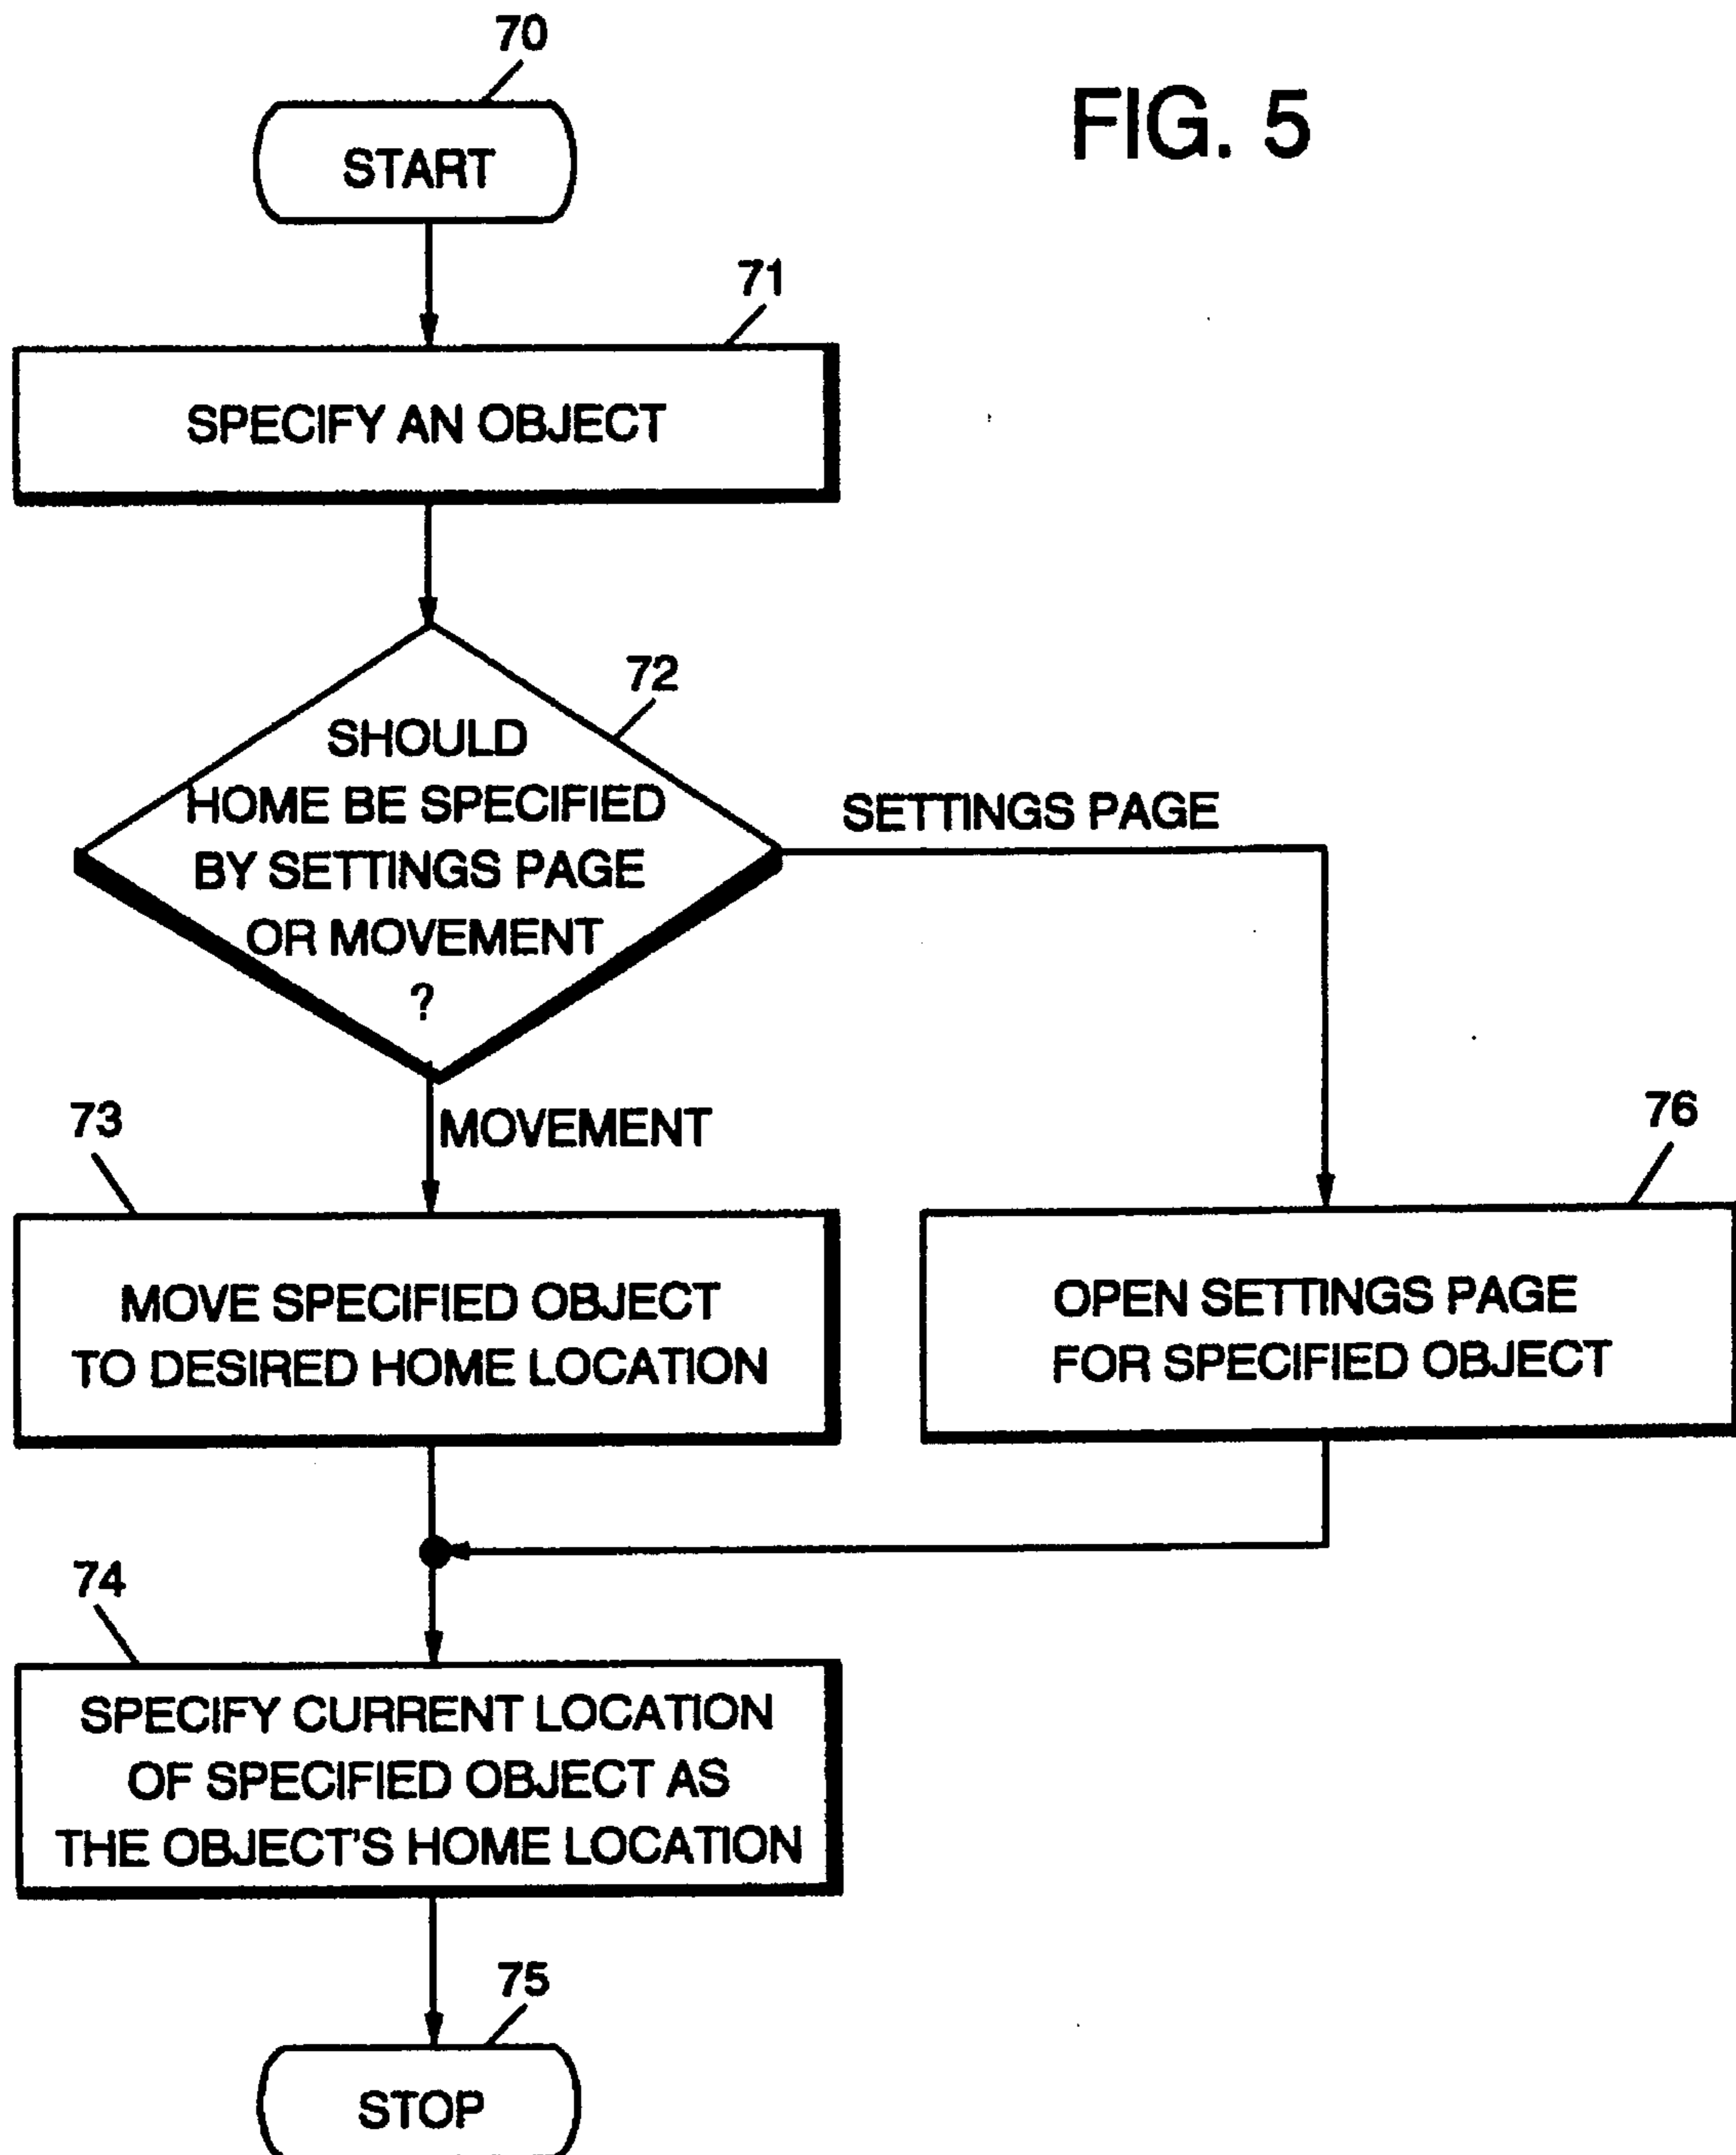 FIG. 5
70
START
71
SPECIFY AN OBJECT
72
SHOULD
HOME BE SPECIFIED
BY SETTINGS PAGE
OR MOVEMENT
?
SETTINGS PAGE
MOVEMENT
73
MOVE SPECIFIED OBJECT
TO DESIRED HOME LOCATION
76
OPEN SETTINGS PAGE
FOR SPECIFIED OBJECT
74
SPECIFY CURRENT LOCATION
OF SPECIFIED OBJECT AS
THE OBJECT'S HOME LOCATION
75
STOP